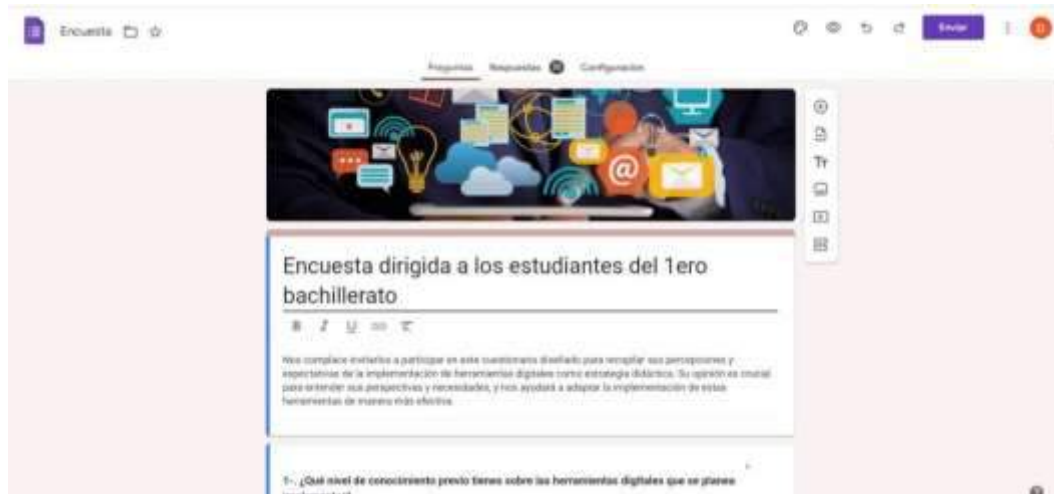 Encuesta
Enviar
Preguntas Respuestas Configuración
Encuesta dirigida a los estudiantes del 1ero
bachillerato
B I U
Nos complace invitarlos a participar en este cuestionario diseñado para recopilar sus percepciones y
expectativas de la implementación de herramientas digitales como estrategia didáctica. Su opinión es crucial
para entender sus perspectivas y necesidades, y nos ayudará a adaptar la implementación de estas
herramientas de manera más efectiva.
1-. ¿Qué nivel de conocimiento previo tienes sobre las herramientas digitales que se planea